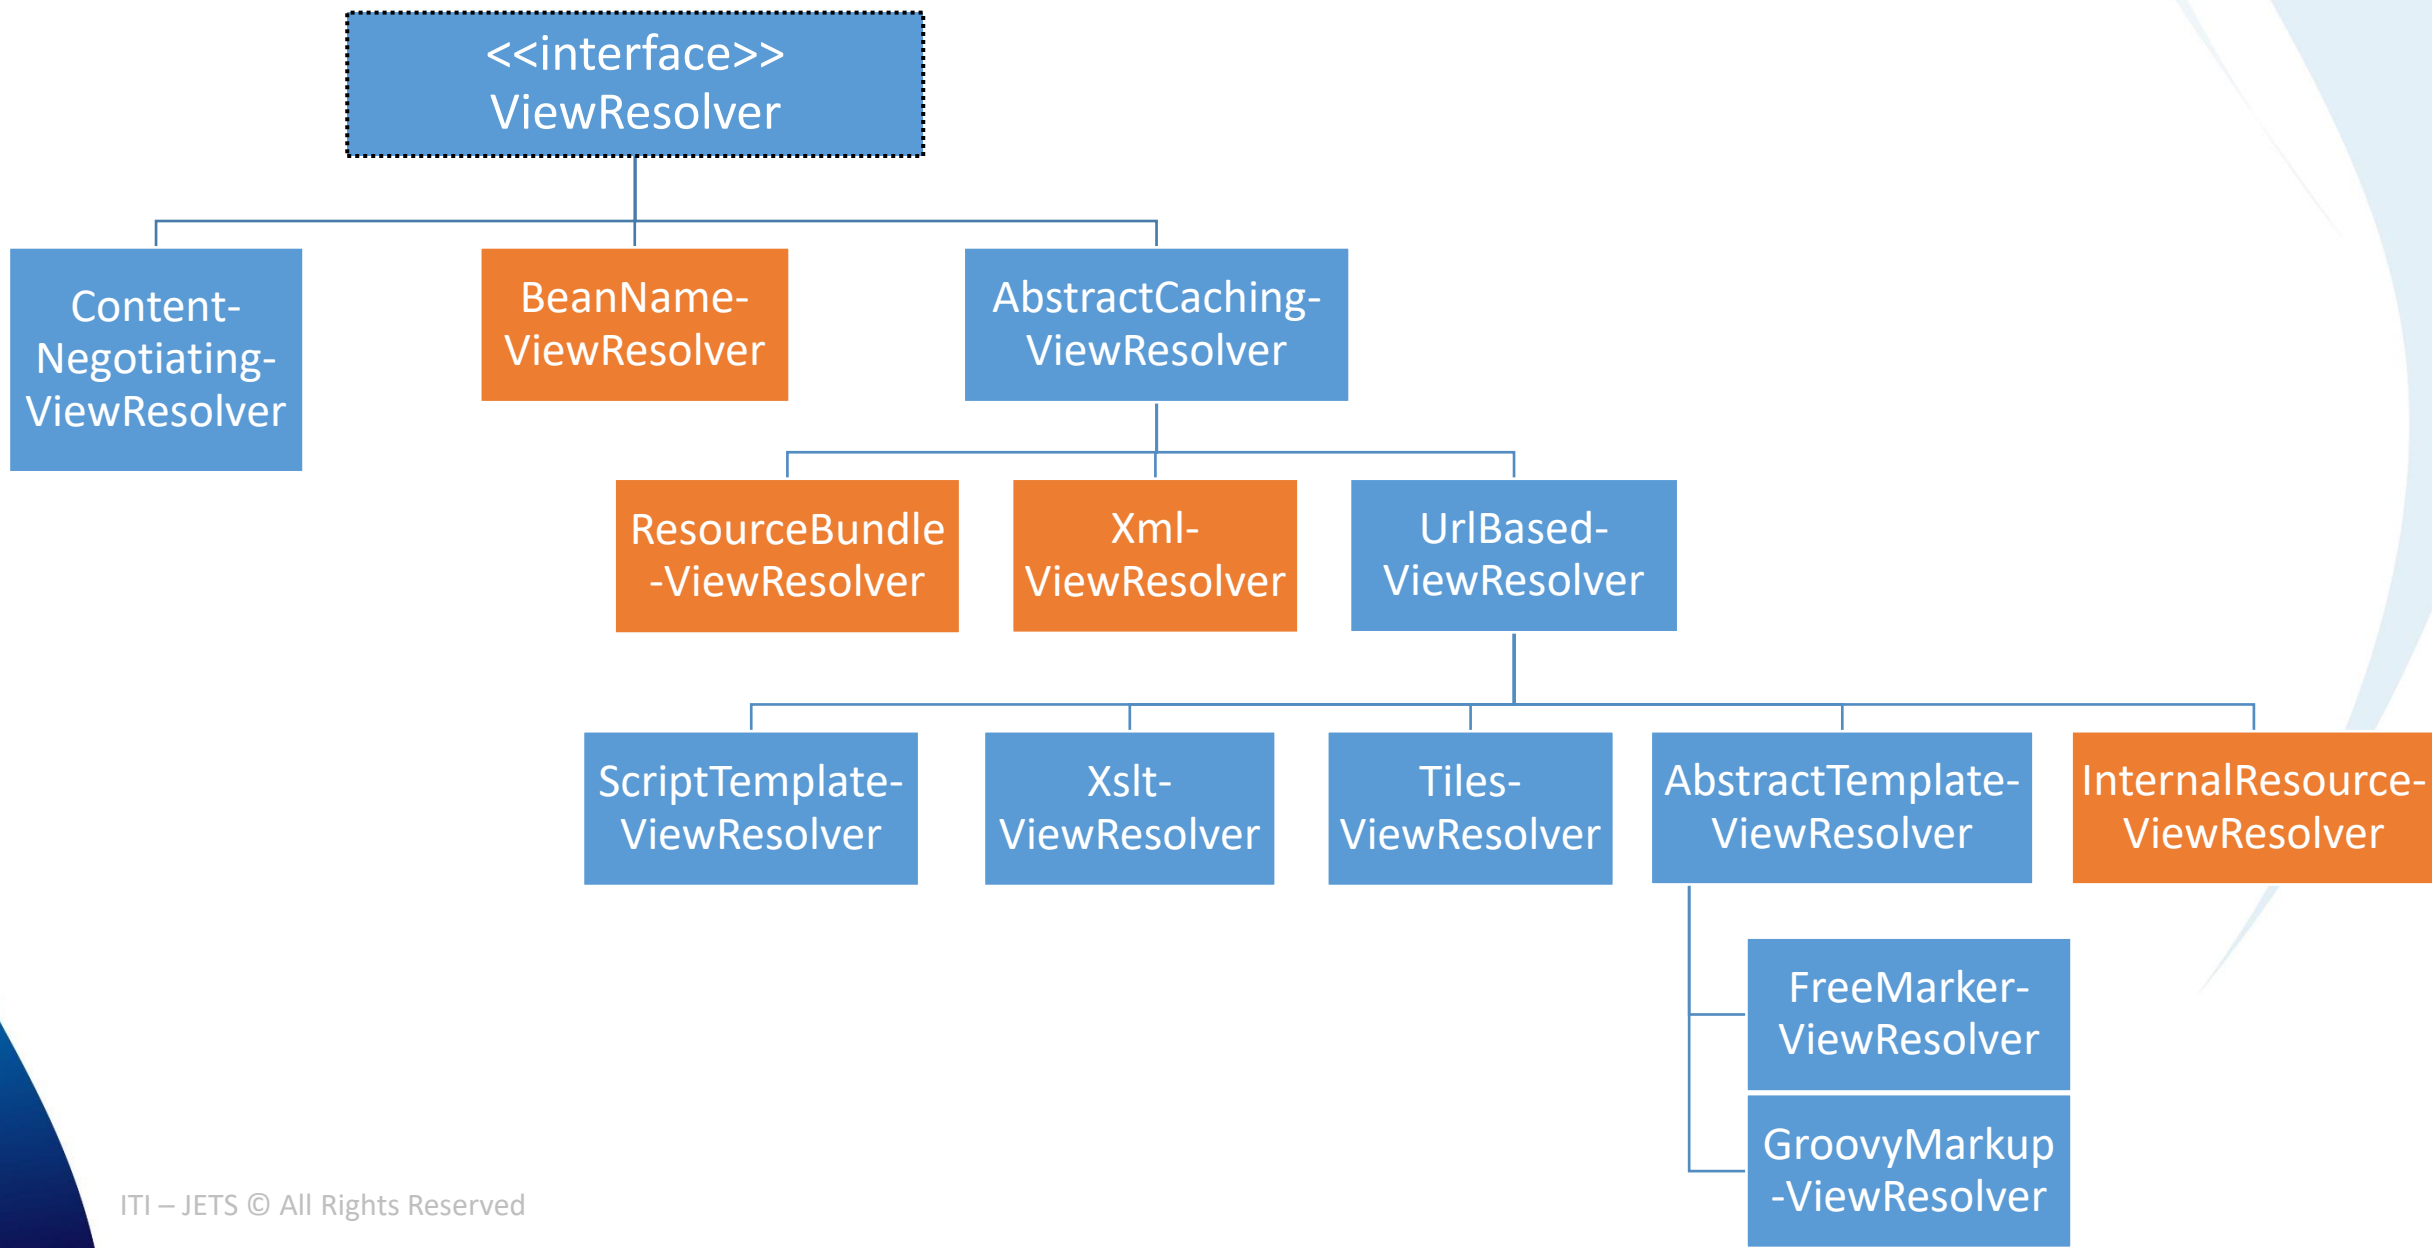 <<interface>>
ViewResolver
Content-
Negotiating-
ViewResolver
BeanName-
ViewResolver
AbstractCaching-
ViewResolver
ResourceBundle
-ViewResolver
Xml-
ViewResolver
UrlBased-
ViewResolver
ScriptTemplate-
ViewResolver
Xslt-
ViewResolver
Tiles-
ViewResolver
AbstractTemplate-
ViewResolver
InternalResource-
ViewResolver
FreeMarker-
ViewResolver
GroovyMarkup
-ViewResolver
ITI – JETS © All Rights Reserved